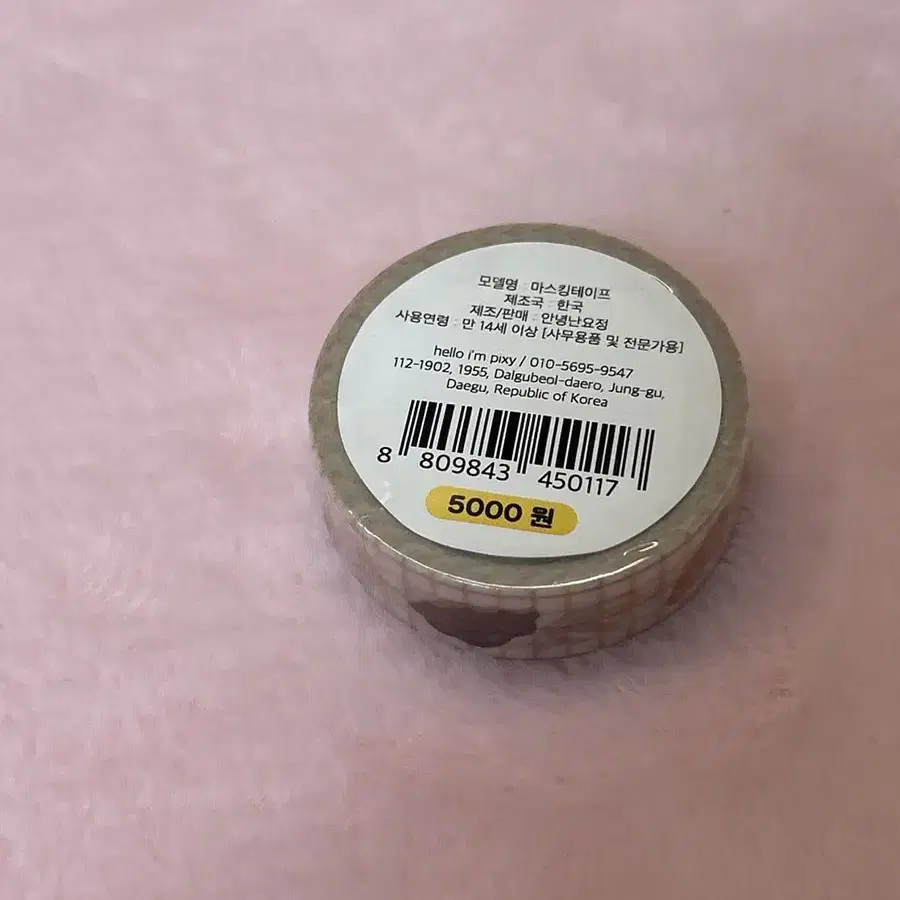 모델명 : 마스킹테이프
제조국 : 한국
제조/판매 : 안녕난요정
사용연령 : 만 14세 이상 [사무용품 및 전문가용]
hello i'm pixy / 010-5695-9547
112-1902, 1955, Dalgubeol-daero, Jung-gu,
Daegu, Republic of Korea
8 809843 450117
5000 원